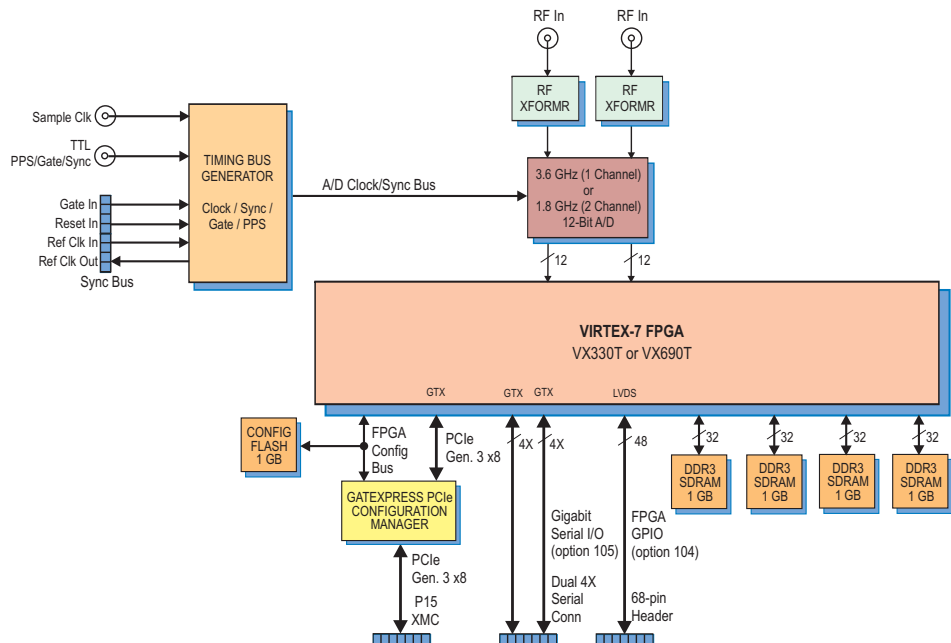 RF In
RF In
RF
XFORMR
RF
XFORMR
Sample Clk
TTL
PPS/Gate/Sync
Gate In
Reset In
Ref Clk In
Ref Clk Out
Sync Bus
TIMING BUS
GENERATOR
Clock / Sync /
Gate / PPS
A/D Clock/Sync Bus
3.6 GHz (1 Channel)
or
1.8 GHz (2 Channel)
12-Bit A/D
12
12
VIRTEX-7 FPGA
VX330T or VX690T
GTX
GTX
GTX
LVDS
CONFIG
FLASH
1 GB
FPGA
Config
Bus
PCIe
Gen. 3 x8
4X
4X
48
32
32
32
32
DDR3
SDRAM
1 GB
DDR3
SDRAM
1 GB
DDR3
SDRAM
1 GB
DDR3
SDRAM
1 GB
GATEXPRESS PCIe
CONFIGURATION
MANAGER
Gigabit
Serial I/O
(option 105)
FPGA
GPIO
(option 104)
PCIe
Gen. 3 x8
P15
XMC
Dual 4X
Serial
Conn
68-pin
Header